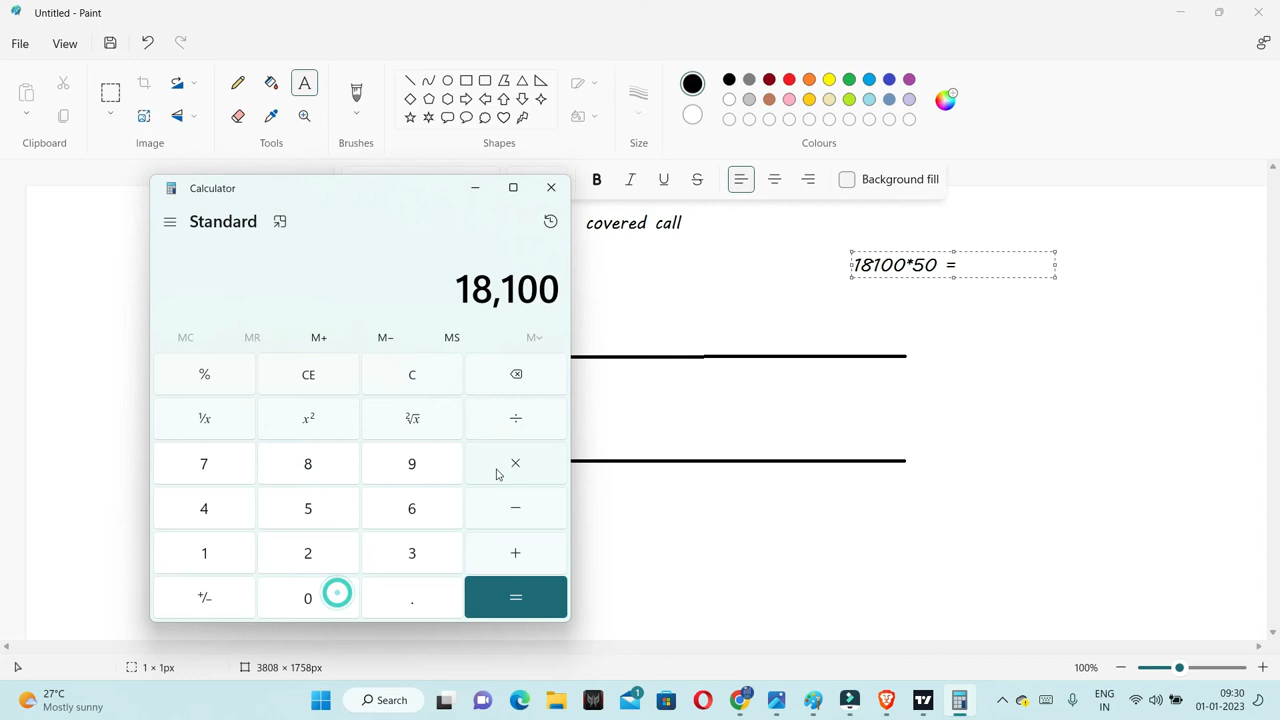 Untitled - Paint
File View
Clipboard Image Tools Brushes Shapes Size Colours
A
B I U S Background fill
Calculator
Standard
covered call
18100*50 =
18,100
MC MR M+ M- MS M
% CE C
¹/x x² ²√x ÷
7 8 9 ×
4 5 6 −
1 2 3 +
+/− 0 . =
1 × 1px 3808 × 1758px 100% − +
27°C
Mostly sunny
Search
1
ENG
IN
09:30
01-01-2023